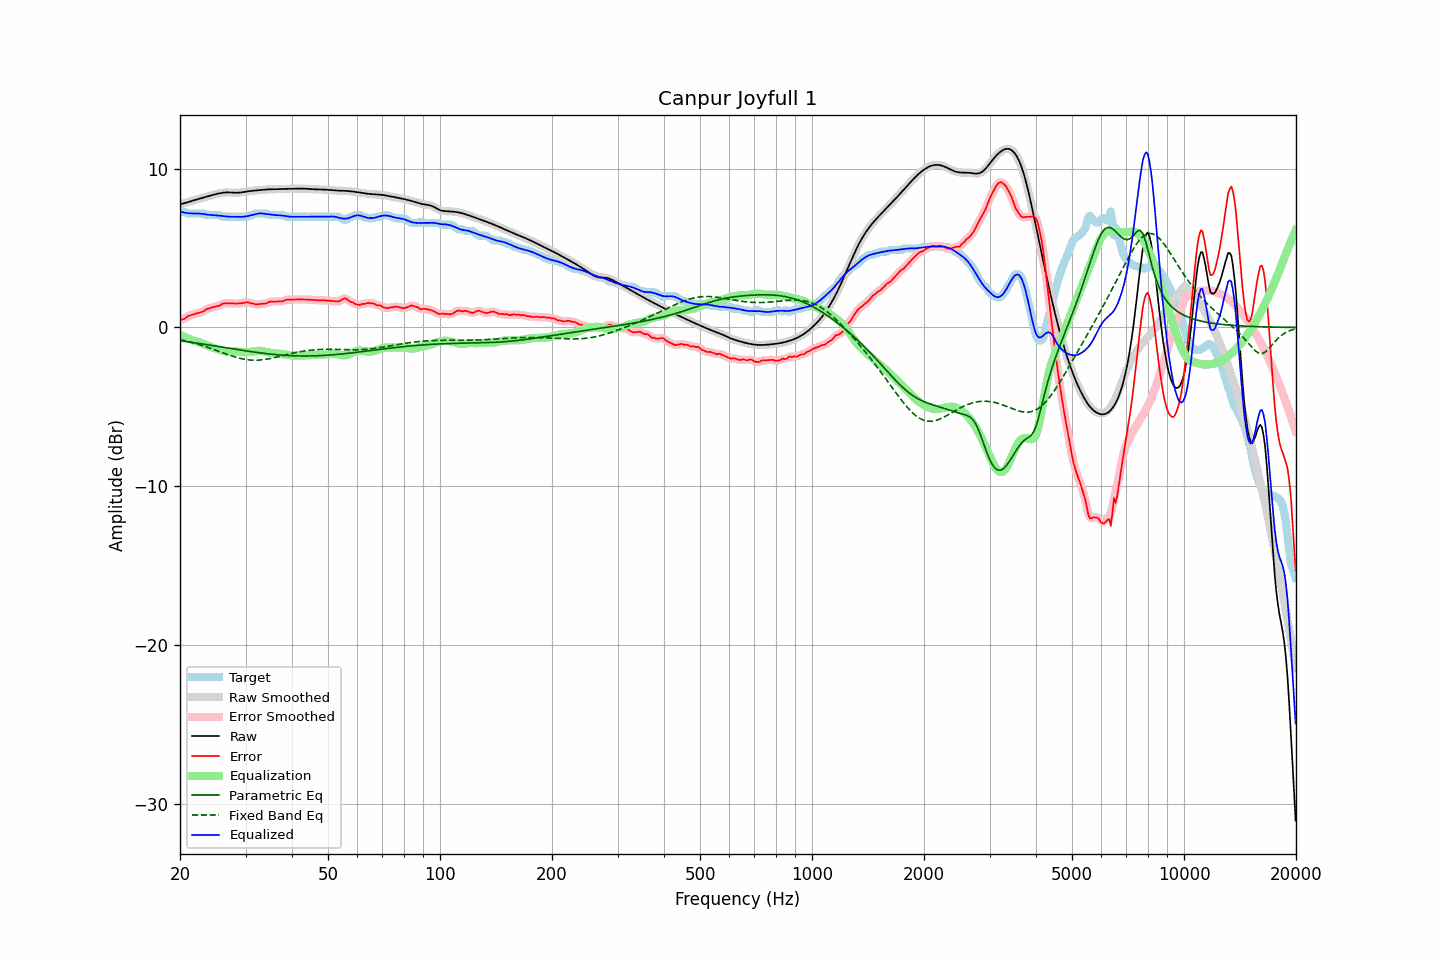 Canpur Joyfull 1
Amplitude (dBr)
10
0
−10
−20
−30
Target
Raw Smoothed
Error Smoothed
Raw
Error
Equalization
Parametric Eq
Fixed Band Eq
Equalized
20 50 100 200 500 1000 2000 5000 10000 20000
Frequency (Hz)